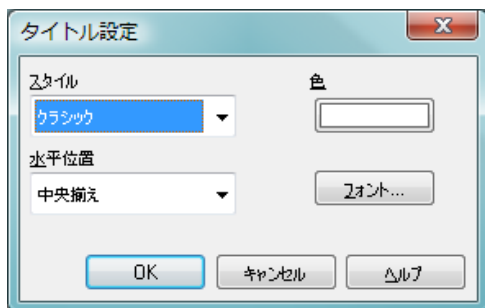 タイトル設定
スタイル
色
クラシック
水平位置
中央揃え
フォント...
OK
キャンセル
ヘルプ